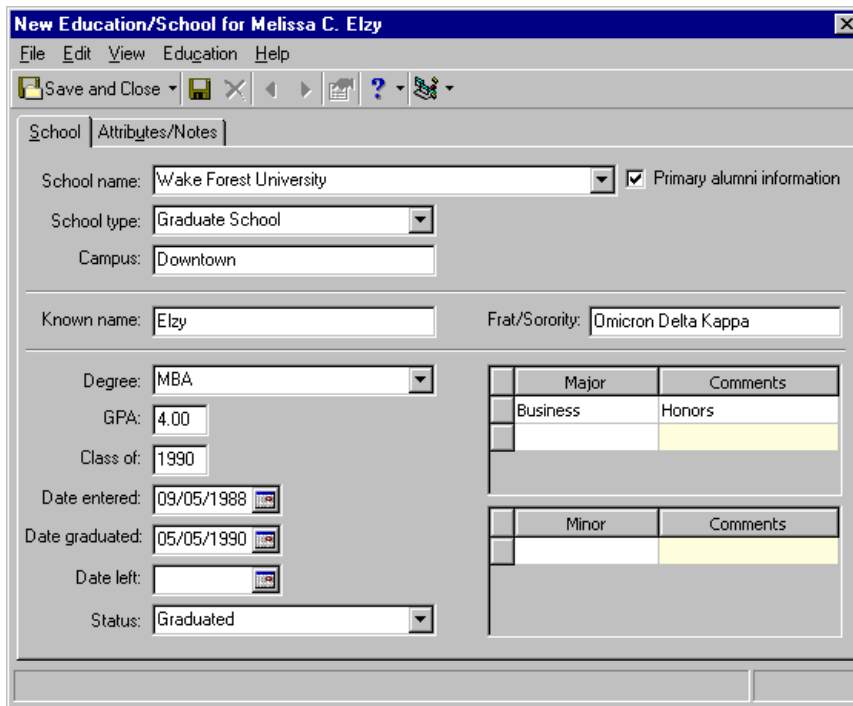 New Education/School for Melissa C. Elzy
File Edit View Education Help
Save and Close
School Attributes/Notes
School name: Wake Forest University Primary alumni information
School type: Graduate School
Campus: Downtown
Known name: Elzy Frat/Sorority: Omicron Delta Kappa
Degree: MBA
Major Comments
GPA: 4.00
Business Honors
Class of: 1990
Date entered: 09/05/1988
Minor Comments
Date graduated: 05/05/1990
Date left:
Status: Graduated